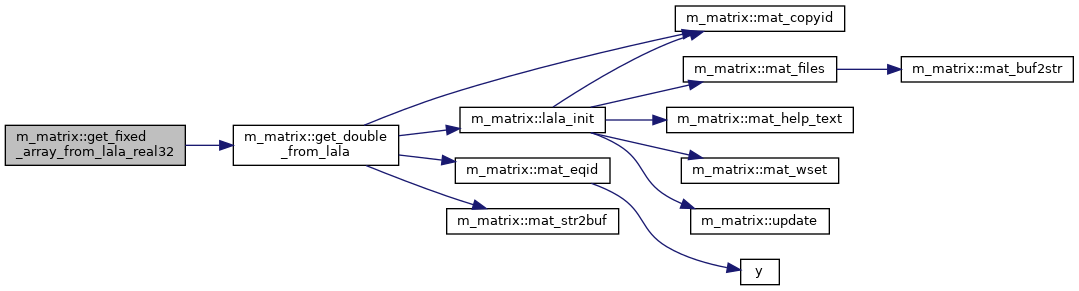 m_matrix::get_fixed
_array_from_lala_real32
m_matrix::get_double
_from_lala
m_matrix::mat_copyid
m_matrix::lala_init
m_matrix::mat_files
m_matrix::mat_buf2str
m_matrix::mat_help_text
m_matrix::mat_wset
m_matrix::update
m_matrix::mat_eqid
y
m_matrix::mat_str2buf